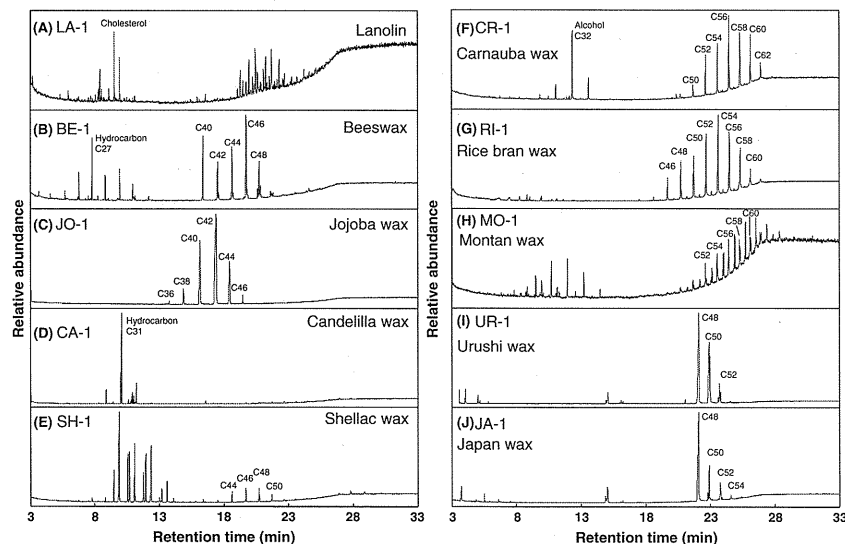 (A) LA-1
Cholesterol
Lanolin
(B) BE-1
Hydrocarbon
C27
C40
C42
C44
C46
C48
Beeswax
(C) JO-1
C36
C38
C40
C42
C44
C46
Jojoba wax
(D) CA-1
Hydrocarbon
C31
Candelilla wax
(E) SH-1
C44
C46
C48
C50
Shellac wax
3 8 13 18 23 28 33
Retention time (min)
Relative abundance
(F) CR-1
Carnauba wax
Alcohol
C32
C50
C52
C54
C56
C58
C60
C62
(G) RI-1
Rice bran wax
C46
C48
C50
C52
C54
C56
C58
C60
(H) MO-1
Montan wax
C52
C54
C56
C58
C60
(I) UR-1
Urushi wax
C48
C50
C52
(J) JA-1
Japan wax
C48
C50
C52
C54
3 8 13 18 23 28 33
Retention time (min)
Relative abundance